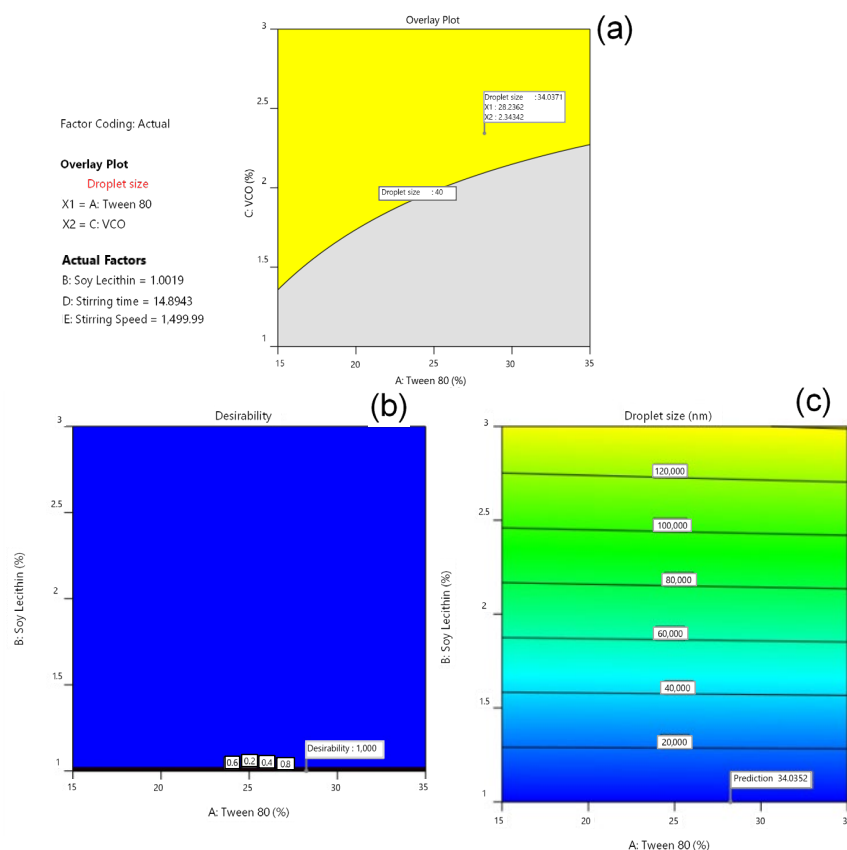 Overlay Plot
(a)
3
2.5
2
1.5
1
C: VCO (%)
Droplet size : 34.0371
X1 : 28.2362
X2 : 2.34342
Droplet size : 40
15 20 25 30 35
A: Tween 80 (%)
Factor Coding: Actual
Overlay Plot
Droplet size
X1 = A: Tween 80
X2 = C: VCO
Actual Factors
B: Soy Lecithin = 1.0019
D: Stirring time = 14.8943
E: Stirring Speed = 1,499.99
Desirability
(b)
3
2.5
2
1.5
1
B: Soy Lecithin (%)
0.6 0.2 0.4 0.8
Desirability : 1,000
15 20 25 30 35
A: Tween 80 (%)
Droplet size (nm)
(c)
3
2.5
2
1.5
1
B: Soy Lecithin (%)
120,000
100,000
80,000
60,000
40,000
20,000
Prediction 34.0352
15 20 25 30 35
A: Tween 80 (%)